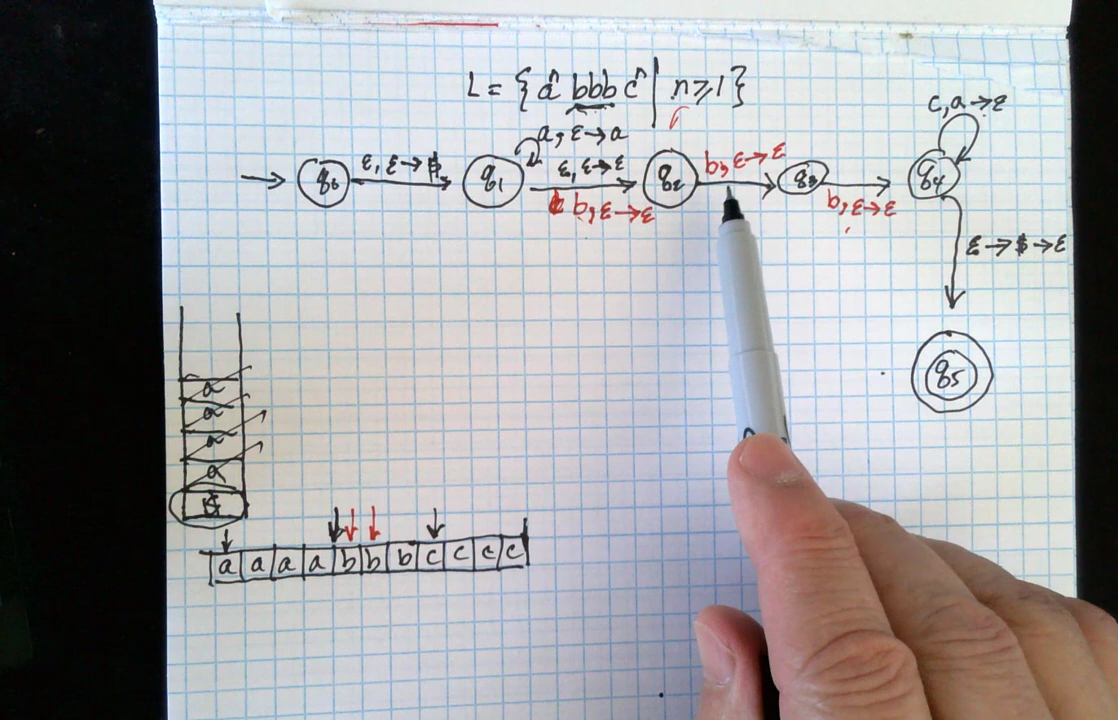 L = { aⁿ bbb cⁿ | n ≥ 1 }
c, a → ε
a, ε → a
ε, ε → $
ε, ε → ε
b, ε → ε
q0
q1
q2
q3
q4
b, ε → ε
b, ε → ε
ε → $ → ε
q5
a
a
a
a
$
a a a a b b b c c c c